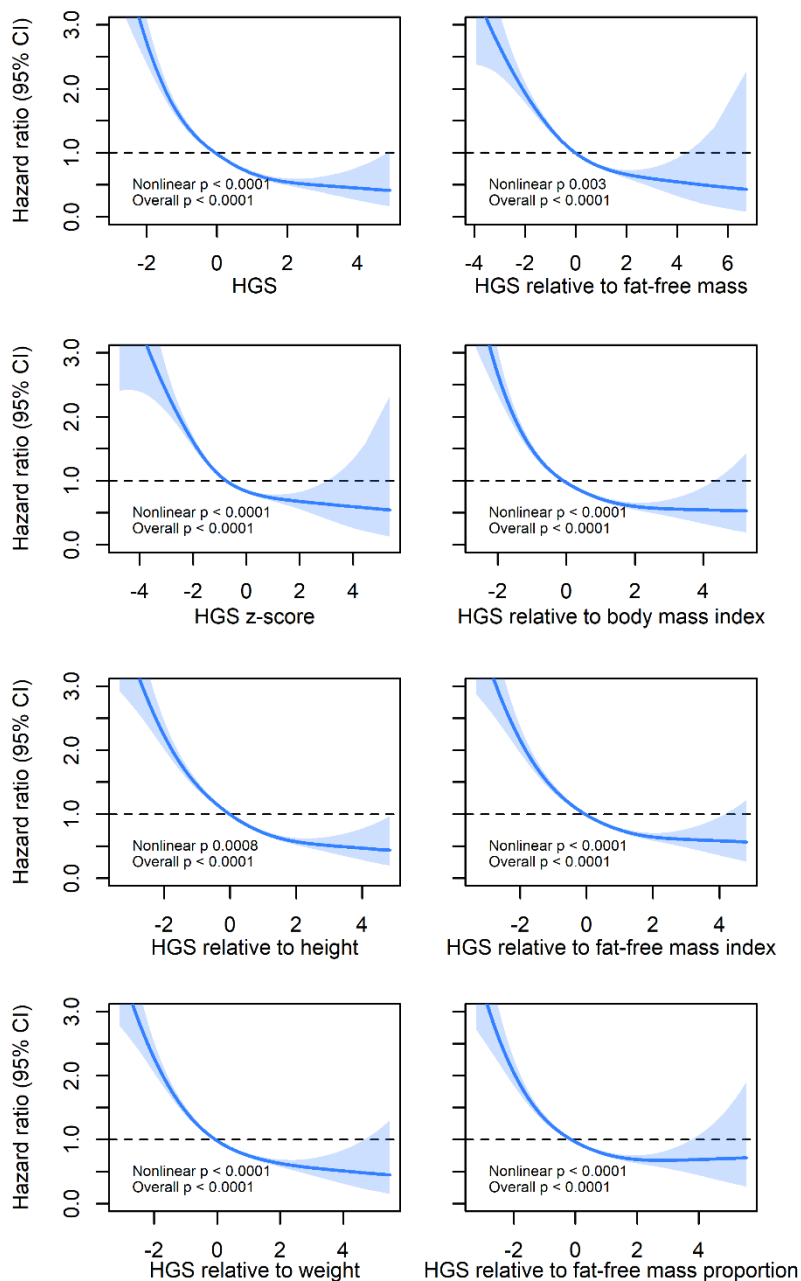 Hazard ratio (95% CI)
3.0
2.0
1.0
0.0
Nonlinear p < 0.0001
Overall p < 0.0001
-2 0 2 4
HGS
Nonlinear p 0.003
Overall p < 0.0001
-4 -2 0 2 4 6
HGS relative to fat-free mass
Hazard ratio (95% CI)
3.0
2.0
1.0
0.0
Nonlinear p < 0.0001
Overall p < 0.0001
-4 -2 0 2 4
HGS z-score
Nonlinear p < 0.0001
Overall p < 0.0001
-2 0 2 4
HGS relative to body mass index
Hazard ratio (95% CI)
3.0
2.0
1.0
0.0
Nonlinear p 0.0008
Overall p < 0.0001
-2 0 2 4
HGS relative to height
Nonlinear p < 0.0001
Overall p < 0.0001
-2 0 2 4
HGS relative to fat-free mass index
Hazard ratio (95% CI)
3.0
2.0
1.0
0.0
Nonlinear p < 0.0001
Overall p < 0.0001
-2 0 2 4
HGS relative to weight
Nonlinear p < 0.0001
Overall p < 0.0001
-2 0 2 4
HGS relative to fat-free mass proportion